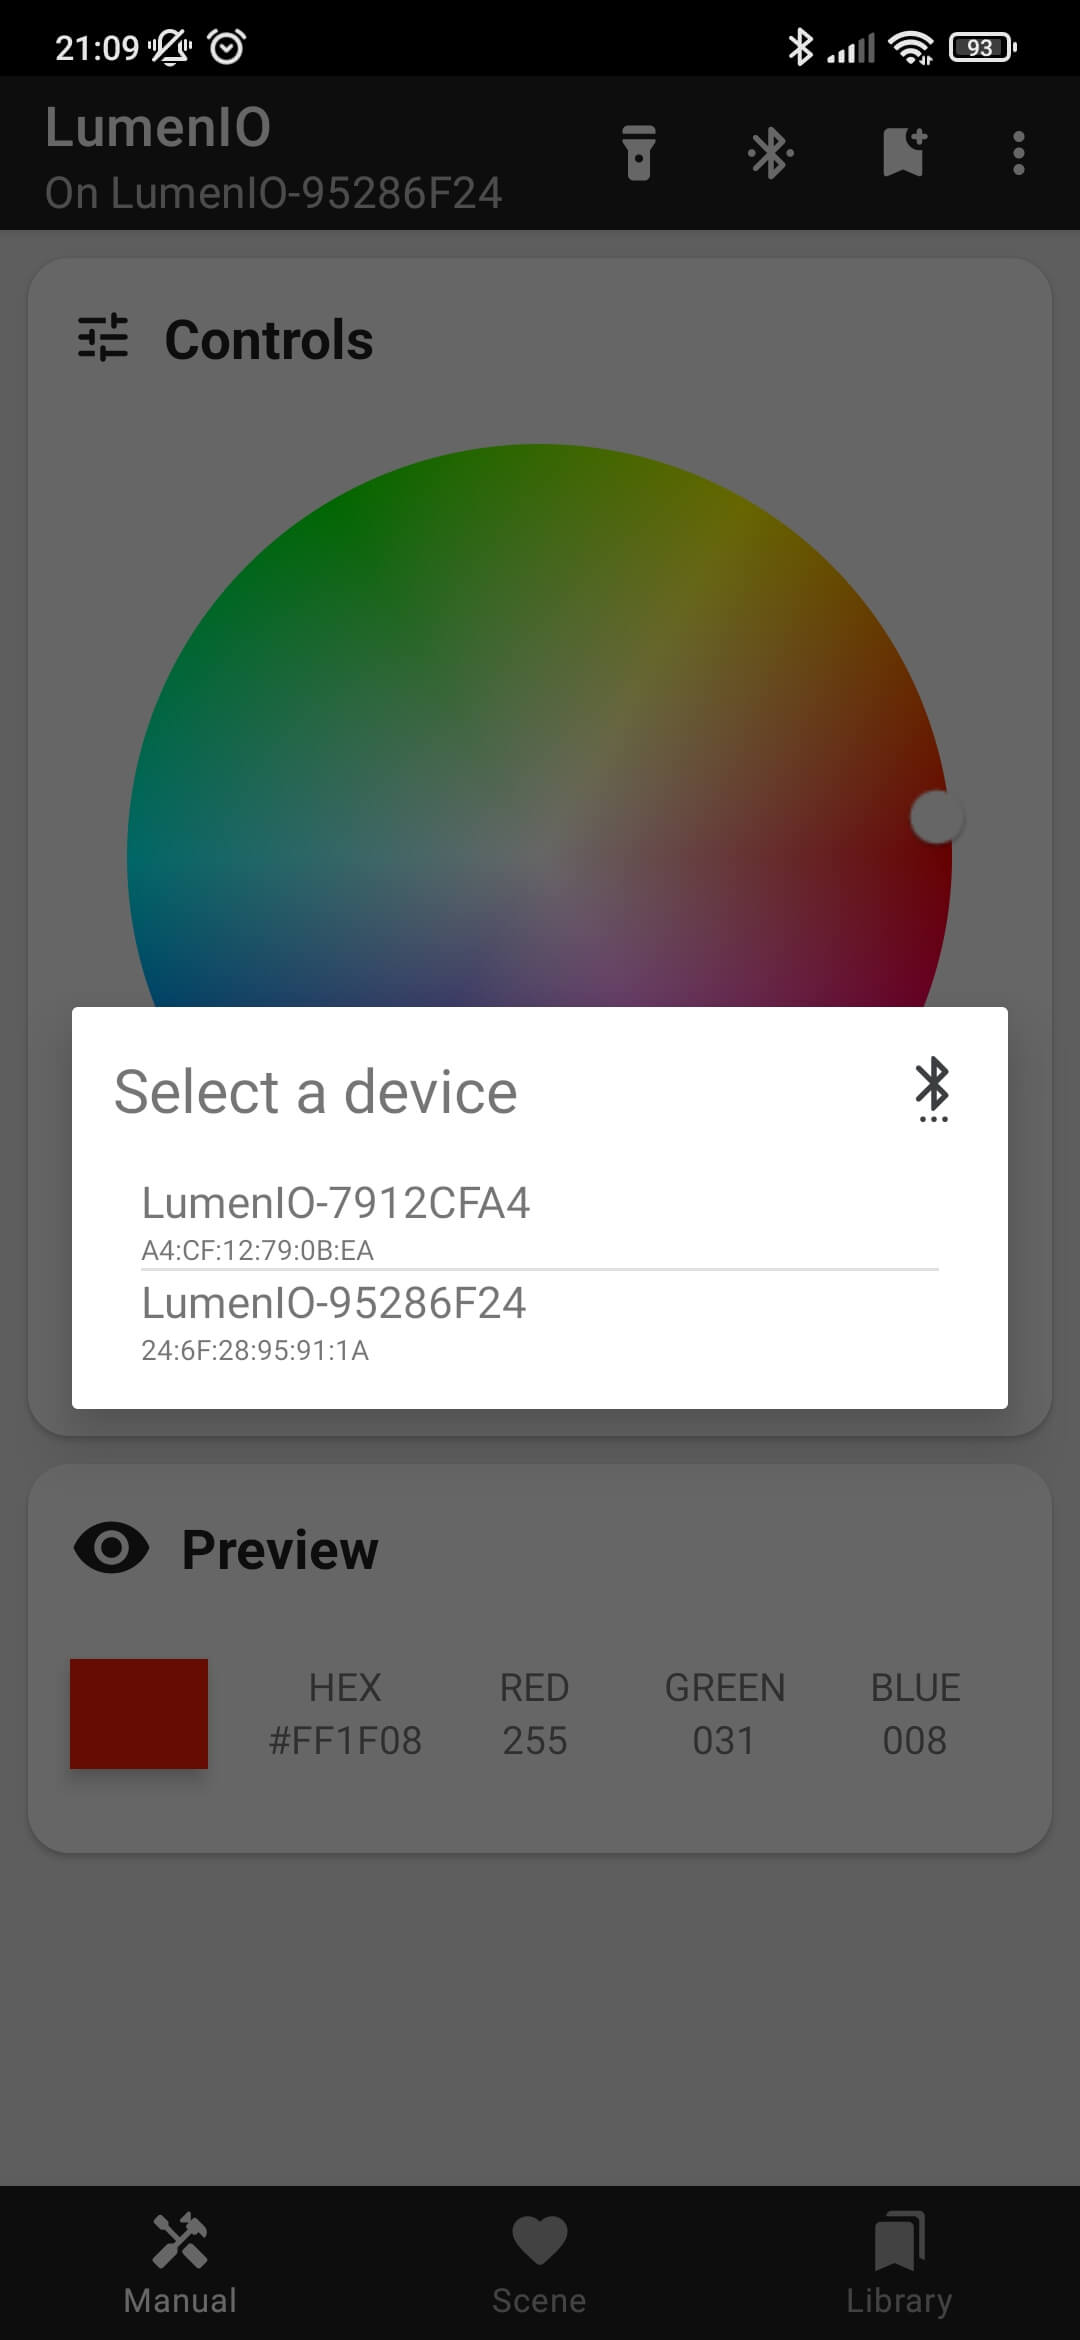 21:09
93
LumenIO
On LumenIO-95286F24
Controls
Select a device
LumenIO-7912CFA4
A4:CF:12:79:0B:EA
LumenIO-95286F24
24:6F:28:95:91:1A
Preview
HEX RED GREEN BLUE
#FF1F08 255 031 008
Manual Scene Library